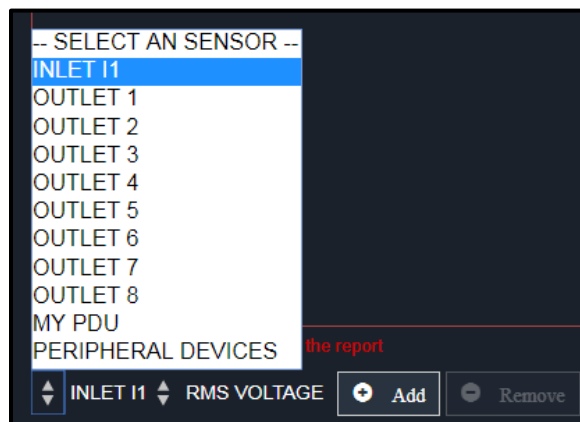 -- SELECT AN SENSOR --
INLET I1
OUTLET 1
OUTLET 2
OUTLET 3
OUTLET 4
OUTLET 5
OUTLET 6
OUTLET 7
OUTLET 8
MY PDU
PERIPHERAL DEVICES
the report
INLET I1 RMS VOLTAGE Add Remove